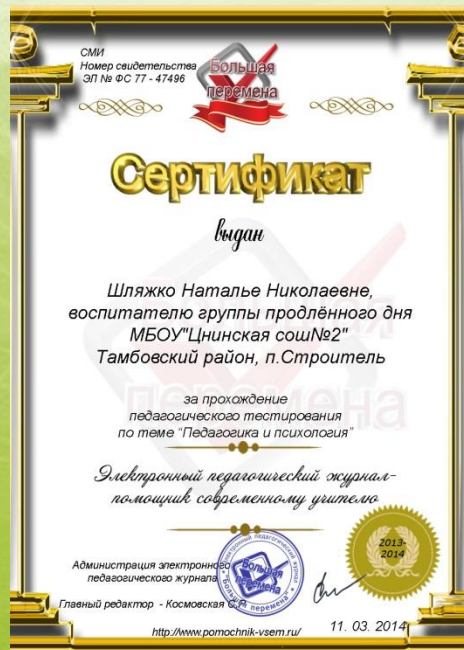 СМИ
Номер свидетельства
ЭЛ № ФС 77 - 47496
Большая
перемена
Сертификат
выдан
Шляжко Наталье Николаевне,
воспитателю группы продлённого дня
МБОУ"Цнинская сош№2"
Тамбовский район, п.Строитель
за прохождение
педагогического тестирования
по теме "Педагогика и психология"
Электронный педагогический журнал-
помощник современному учителю
2013-
2014
Администрация электронного
педагогического журнала
Большая
перемена
Главный редактор - Космовская
http://www.pomochnik-vsem.ru/
11. 03. 2014